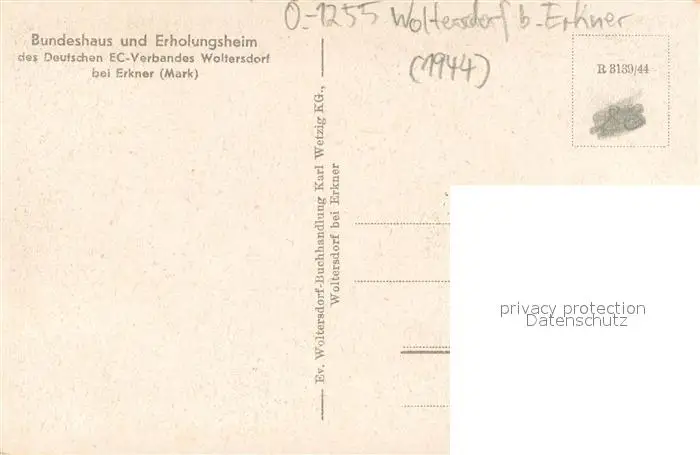 O-1255 Woltersdorf b. Erkner
(1944)
Bundeshaus und Erholungsheim
des Deutschen EC-Verbandes Woltersdorf
bei Erkner (Mark)
R 3139/44
Ev. Woltersdorf-Buchhandlung Karl Wetzig KG.,
Woltersdorf bei Erkner
privacy protection
Datenschutz